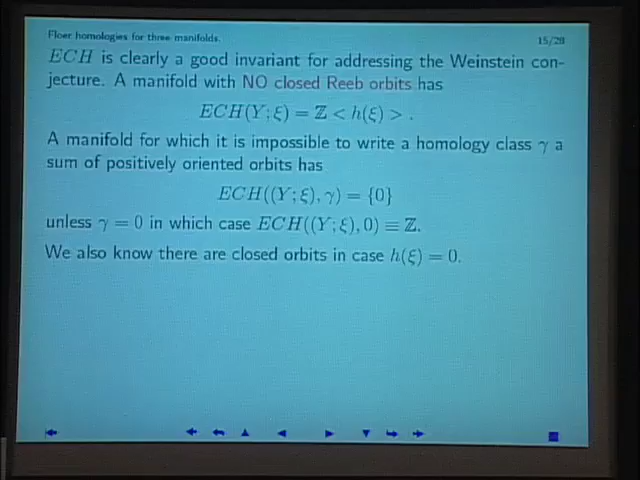 Floer homologies for three manifolds.
15/28
ECH is clearly a good invariant for addressing the Weinstein con-
jecture. A manifold with NO closed Reeb orbits has
ECH(Y; ξ) = ℤ < h(ξ) > .
A manifold for which it is impossible to write a homology class γ a
sum of positively oriented orbits has
ECH((Y; ξ), γ) = {0}
unless γ = 0 in which case ECH((Y; ξ), 0) ≡ ℤ.
We also know there are closed orbits in case h(ξ) = 0.